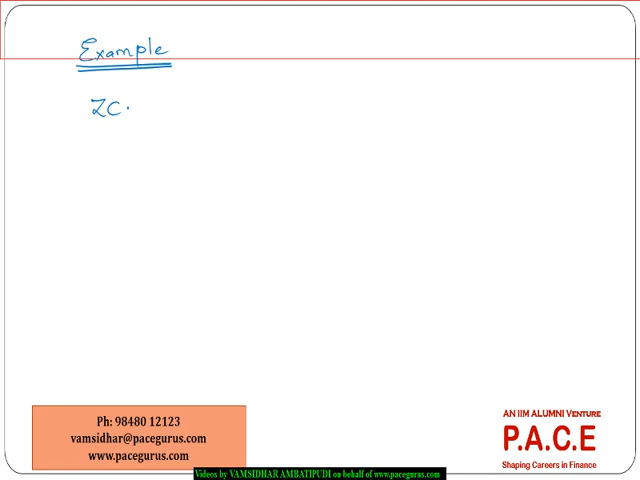 Example
ZC.
Ph: 98480 12123
vamsidhar@pacegurus.com
www.pacegurus.com
AN IIM ALUMNI VENTURE
P.A.C.E
Shaping Careers in Finance
Videos by VAMSIDHAR AMBATIPUDI on behalf of www.pacegurus.com